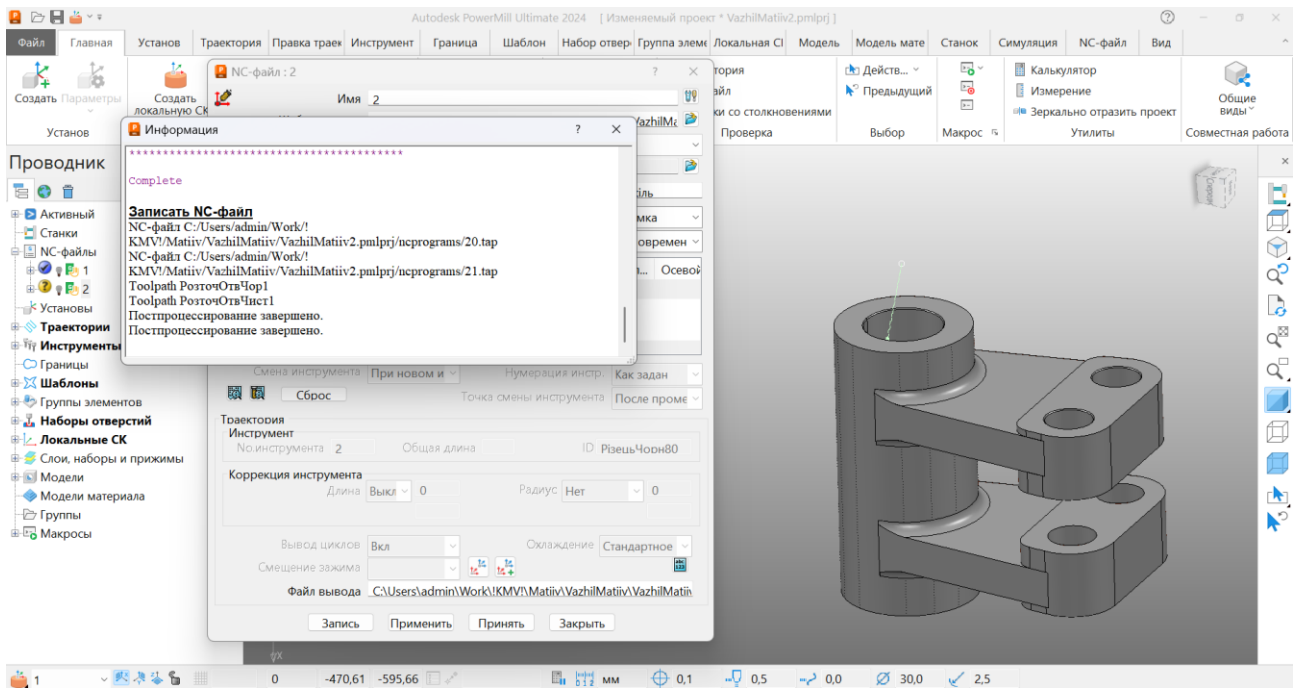 Autodesk PowerMill Ultimate 2024 [ Изменяемый проект * VazhilMatiiv2.pmlprj ]
Файл Главная Установ Траектория Правка траек Инструмент Граница Шаблон Набор отвер Группа элеме Локальная СІ Модель Модель мате Станок Симуляция NC-файл Вид
Создать Параметры
Создать локальную СК
Установ
тория
айл
ки со столкновениями
Проверка
Действ...
Предыдущий
Выбор
Макрос
Калькулятор
Измерение
Зеркально отразить проект
Утилиты
Общие виды
Совместная работа
Проводник
Активный
Станки
NC-файлы
1
2
Установы
Траектории
Инструменты
Границы
Шаблоны
Группы элементов
Наборы отверстий
Локальные СК
Слои, наборы и прижимы
Модели
Модели материала
Группы
Макросы
NC-файл : 2
Имя 2
VazhilMa
іль
мка
овремен
л... Осевой
Информация
******************************************
Complete
Записать NC-файл
NC-файл C:/Users/admin/Work/!
KMV!/Matiiv/VazhilMatiiv/VazhilMatiiv2.pmlprj/ncprograms/20.tap
NC-файл C:/Users/admin/Work/!
KMV!/Matiiv/VazhilMatiiv/VazhilMatiiv2.pmlprj/ncprograms/21.tap
Toolpath РозточОтвЧор1
Toolpath РозточОтвЧист1
Постпроцессирование завершено.
Постпроцессирование завершено.
Смена инструмента При новом и Нумерация инстр. Как задан
Сброс Точка смены инструмента После проме
Траектория
Инструмент
No.инструмента 2 Общая длина ID РізецьЧорн80
Коррекция инструмента
Длина Выкл 0 Радиус Нет 0
Вывод циклов Вкл Охлаждение Стандартное
Смещение зажима
Файл вывода C:\Users\admin\Work\!KMV!\Matiiv\VazhilMatiiv\VazhilMatiiv
Запись Применить Принять Закрыть
1 0 -470,61 -595,66 мм 0,1 0,5 0,0 30,0 2,5